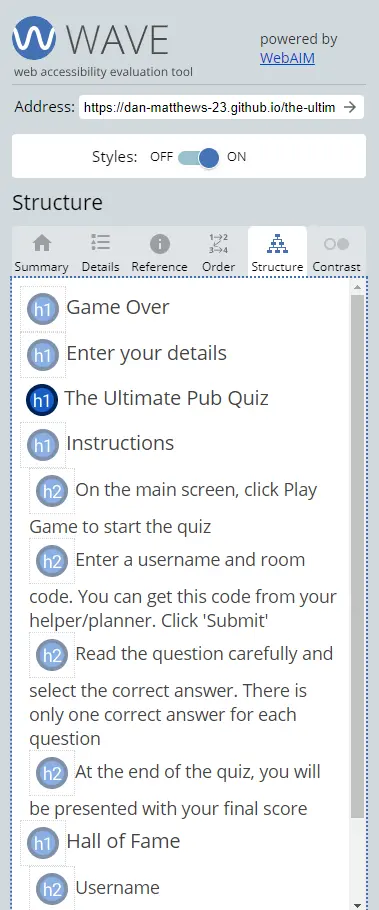 WAVE
web accessibility evaluation tool
powered by
WebAIM
Address: https://dan-matthews-23.github.io/the-ultim
Styles: OFF ON
Structure
Summary Details Reference Order Structure Contrast
h1 Game Over
h1 Enter your details
h1 The Ultimate Pub Quiz
h1 Instructions
h2 On the main screen, click Play
Game to start the quiz
h2 Enter a username and room
code. You can get this code from your
helper/planner. Click 'Submit'
h2 Read the question carefully and
select the correct answer. There is
only one correct answer for each
question
h2 At the end of the quiz, you will
be presented with your final score
h1 Hall of Fame
h2 Username